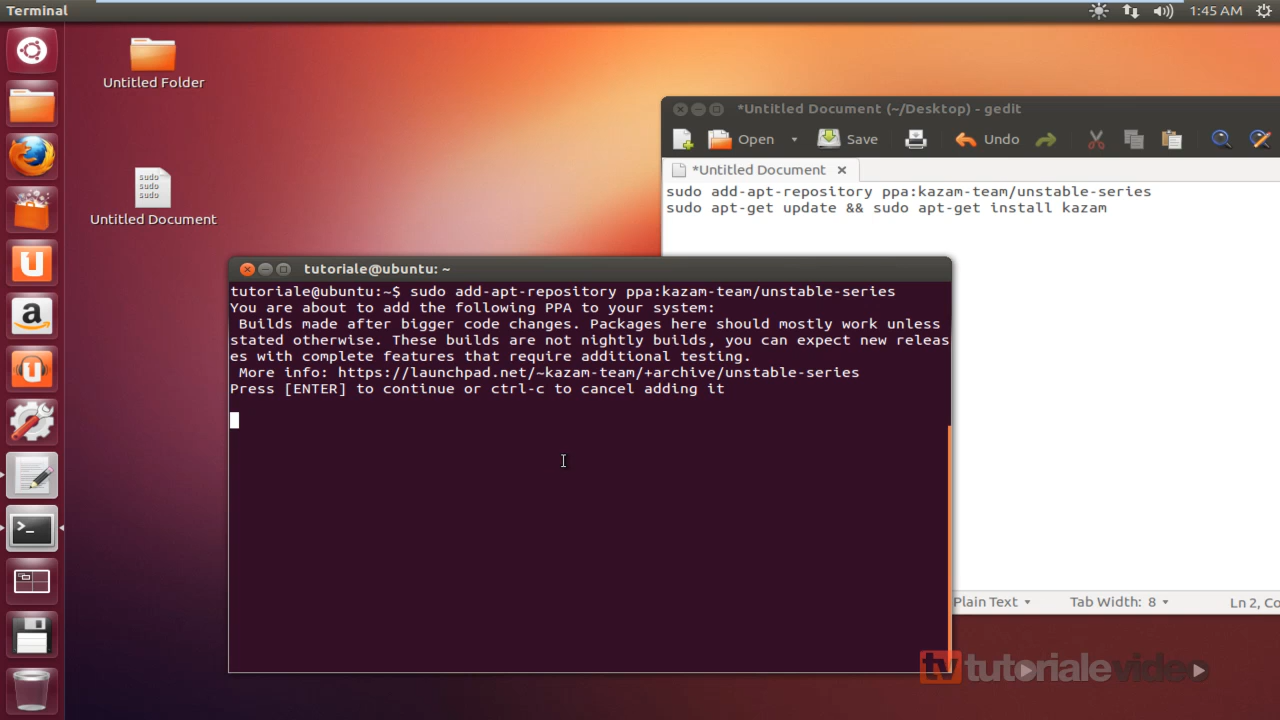 Terminal
1:45 AM
Untitled Folder
sudo
sudo
sudo
Untitled Document
*Untitled Document (~/Desktop) - gedit
Open
Save
Undo
*Untitled Document
sudo add-apt-repository ppa:kazam-team/unstable-series
sudo apt-get update && sudo apt-get install kazam
tutoriale@ubuntu: ~
tutoriale@ubuntu:~$ sudo add-apt-repository ppa:kazam-team/unstable-series
You are about to add the following PPA to your system:
Builds made after bigger code changes. Packages here should mostly work unless
stated otherwise. These builds are not nightly builds, you can expect new releas
es with complete features that require additional testing.
More info: https://launchpad.net/~kazam-team/+archive/unstable-series
Press [ENTER] to continue or ctrl-c to cancel adding it
Plain Text
Tab Width: 8
Ln 2, Co
tv tutoriale video